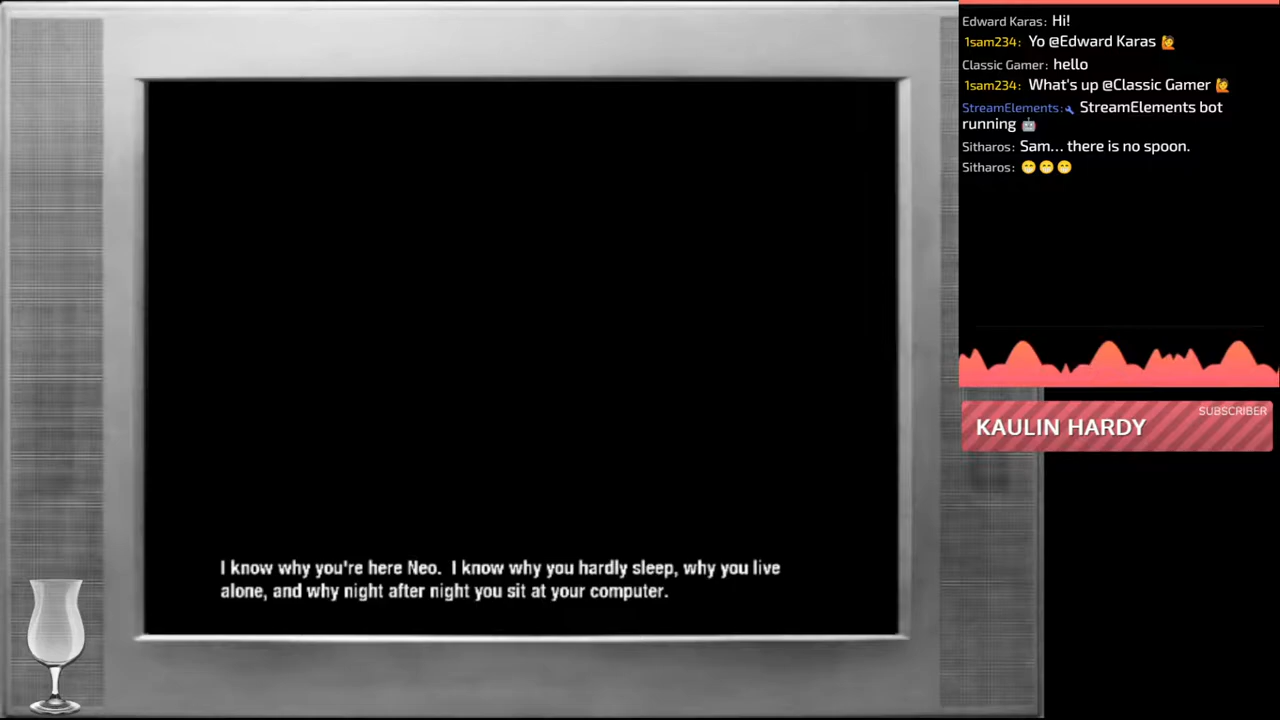 I know why you're here Neo.  I know why you hardly sleep, why you live
alone, and why night after night you sit at your computer.
Edward Karas: Hi!
1sam234: Yo @Edward Karas 🙋
Classic Gamer: hello
1sam234: What's up @Classic Gamer 🙋
StreamElements: StreamElements bot
running 🤖
Sitharos: Sam... there is no spoon.
Sitharos: 😁😁😁
SUBSCRIBER
KAULIN HARDY